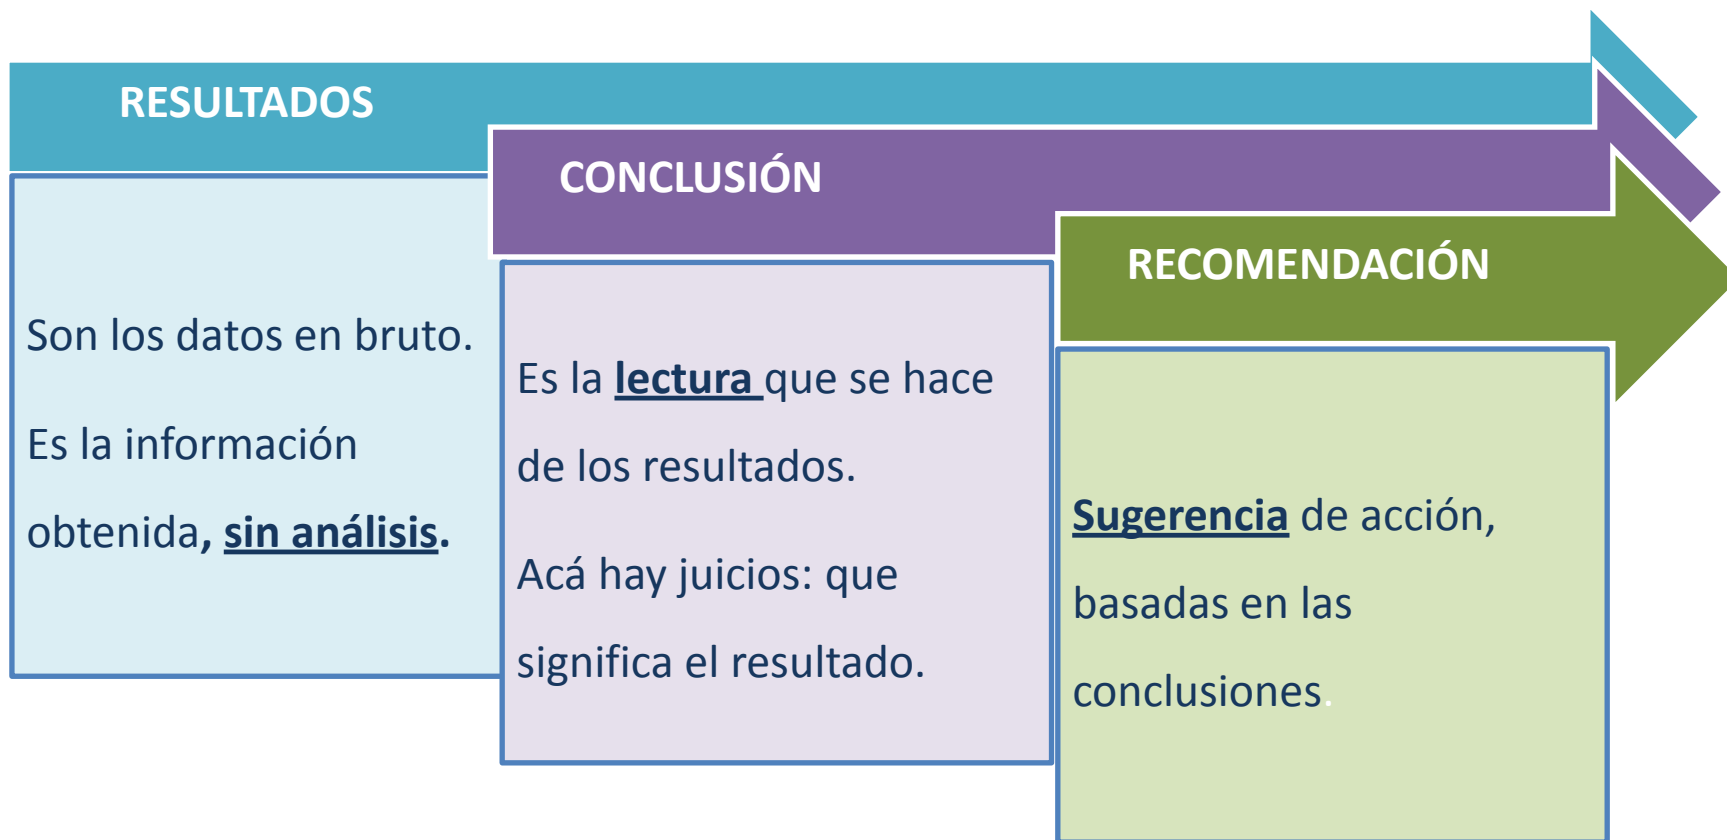 RESULTADOS
Son los datos en bruto.
Es la información
obtenida, sin análisis.
CONCLUSIÓN
Es la lectura que se hace
de los resultados.
Acá hay juicios: que
significa el resultado.
RECOMENDACIÓN
Sugerencia de acción,
basadas en las
conclusiones.